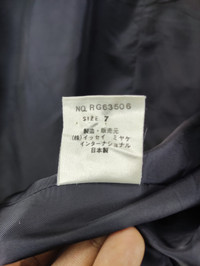 NO. RG63506
SIZE 7
製造・販売元
(株)イッセイ ミヤケ
インターナショナル
日本製